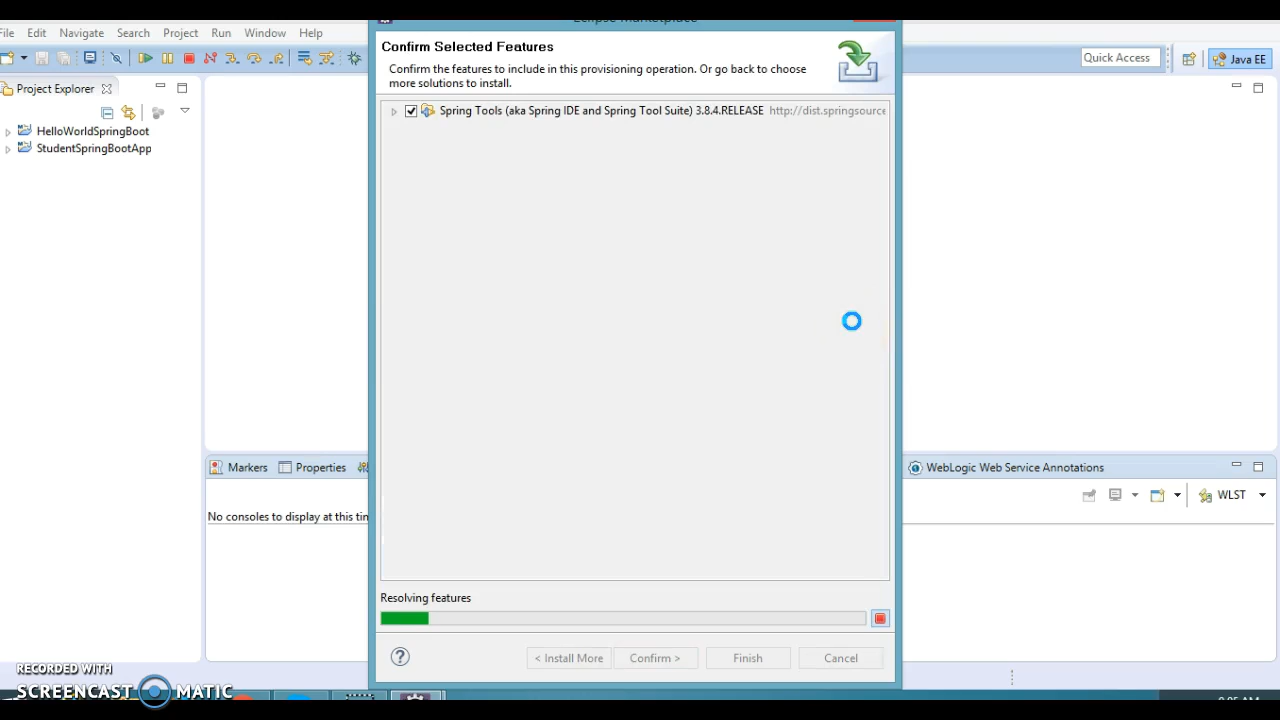 Eclipse Marketplace
File Edit Navigate Search Project Run Window Help
Quick Access
Java EE
Project Explorer
HelloWorldSpringBoot
StudentSpringBootApp
Confirm Selected Features
Confirm the features to include in this provisioning operation. Or go back to choose
more solutions to install.
Spring Tools (aka Spring IDE and Spring Tool Suite) 3.8.4.RELEASE http://dist.springsource
Markers Properties
WebLogic Web Service Annotations
WLST
No consoles to display at this tim
Resolving features
< Install More Confirm > Finish Cancel
RECORDED WITH
SCREENCAST MATIC